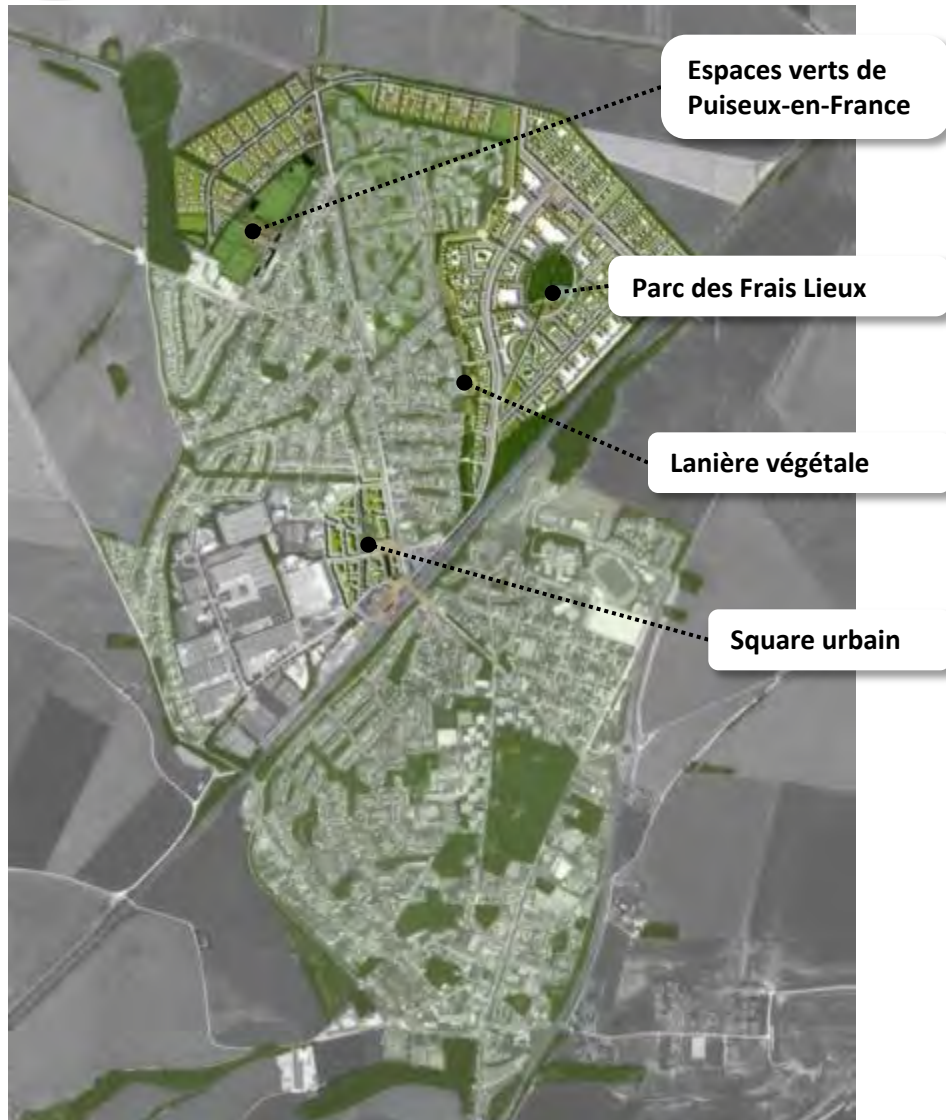 Espaces verts de
Puiseux-en-France
Parc des Frais Lieux
Lanière végétale
Square urbain